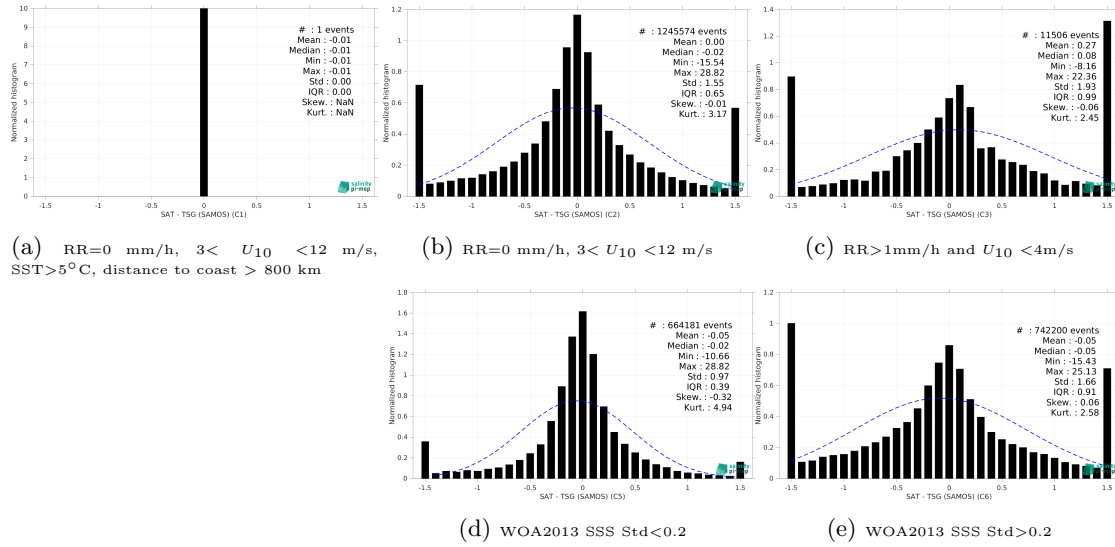 10
9
8
7
6
5
4
3
2
1
0
Normalized histogram
# : 1 events
Mean : -0.01
Median : -0.01
Min : -0.01
Max : -0.01
Std : 0.00
IQR : 0.00
Skew. : NaN
Kurt. : NaN
salinity
pi-mep
-1.5 -1 -0.5 0 0.5 1 1.5
SAT - TSG (SAMOS) (C1)
(a) RR=0 mm/h, 3< U10 <12 m/s,
SST>5°C, distance to coast > 800 km
1.2
1
0.8
0.6
0.4
0.2
0
Normalized histogram
# : 1245574 events
Mean : 0.00
Median : -0.02
Min : -15.54
Max : 28.82
Std : 1.55
IQR : 0.65
Skew. : -0.01
Kurt. : 3.17
-1.5 -1 -0.5 0 0.5 1 1.5
SAT - TSG (SAMOS) (C2)
(b) RR=0 mm/h, 3< U10 <12 m/s
1.4
1.2
1
0.8
0.6
0.4
0.2
0
Normalized histogram
# : 11506 events
Mean : 0.27
Median : 0.08
Min : -8.16
Max : 22.36
Std : 1.93
IQR : 0.99
Skew. : -0.06
Kurt. : 2.45
-1.5 -1 -0.5 0 0.5 1 1.5
SAT - TSG (SAMOS) (C3)
(c) RR>1mm/h and U10 <4m/s
1.8
1.6
1.4
1.2
1
0.8
0.6
0.4
0.2
0
Normalized histogram
# : 664181 events
Mean : -0.05
Median : -0.02
Min : -10.66
Max : 28.82
Std : 0.97
IQR : 0.39
Skew. : -0.32
Kurt. : 4.94
-1.5 -1 -0.5 0 0.5 1 1.5
SAT - TSG (SAMOS) (C5)
(d) WOA2013 SSS Std<0.2
1.2
1
0.8
0.6
0.4
0.2
0
Normalized histogram
# : 742200 events
Mean : -0.05
Median : -0.05
Min : -15.43
Max : 25.13
Std : 1.66
IQR : 0.91
Skew. : 0.06
Kurt. : 2.58
-1.5 -1 -0.5 0 0.5 1 1.5
SAT - TSG (SAMOS) (C6)
(e) WOA2013 SSS Std>0.2